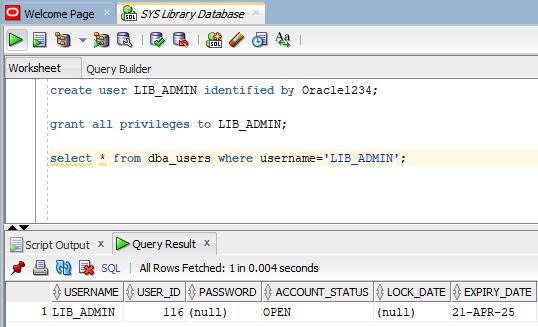 Welcome Page × SYS Library Database ×
Worksheet Query Builder
create user LIB_ADMIN identified by Oracle1234;
grant all privileges to LIB_ADMIN;
select * from dba_users where username='LIB_ADMIN';
Script Output × Query Result ×
SQL | All Rows Fetched: 1 in 0.004 seconds
USERNAME USER_ID PASSWORD ACCOUNT_STATUS LOCK_DATE EXPIRY_DATE
1 LIB_ADMIN 116 (null) OPEN (null) 21-APR-25